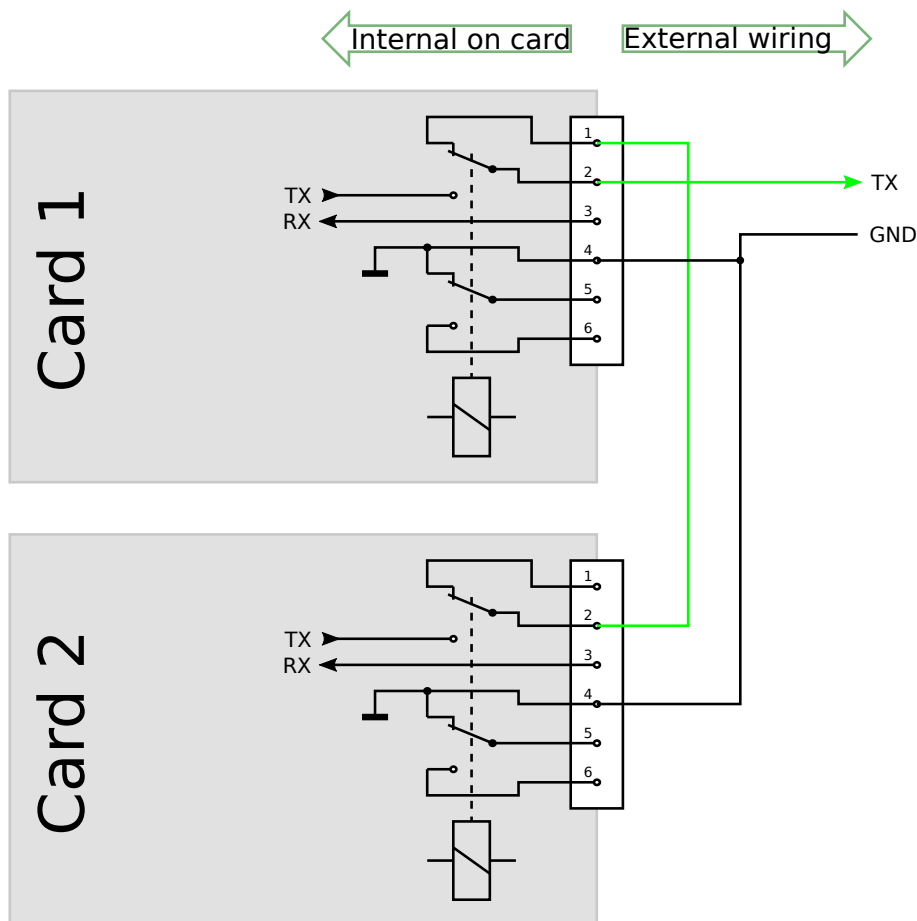 Internal on card
External wiring
Card 1
1
2
TX
TX
RX
3
GND
4
5
6
Card 2
1
2
TX
RX
3
4
5
6